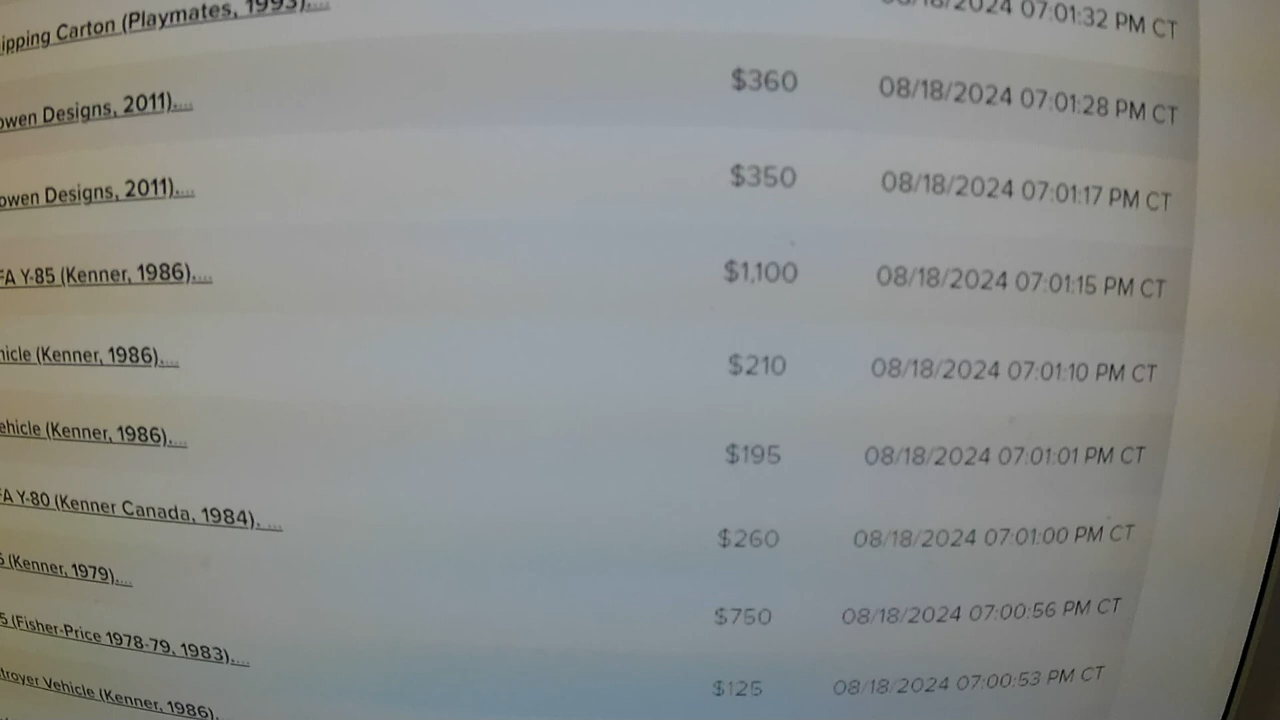 ipping Carton (Playmates, 1993)....
08/18/2024 07:01:32 PM CT
owen Designs, 2011)....
$360
08/18/2024 07:01:28 PM CT
owen Designs, 2011)....
$350
08/18/2024 07:01:17 PM CT
FA Y-85 (Kenner, 1986)....
$1,100
08/18/2024 07:01:15 PM CT
hicle (Kenner, 1986)....
$210
08/18/2024 07:01:10 PM CT
ehicle (Kenner, 1986)....
$195
08/18/2024 07:01:01 PM CT
FA Y-80 (Kenner Canada, 1984). ...
$260
08/18/2024 07:01:00 PM CT
5 (Kenner, 1979)....
$750
08/18/2024 07:00:56 PM CT
5 (Fisher-Price 1978-79, 1983)....
$125
08/18/2024 07:00:53 PM CT
troyer Vehicle (Kenner, 1986).